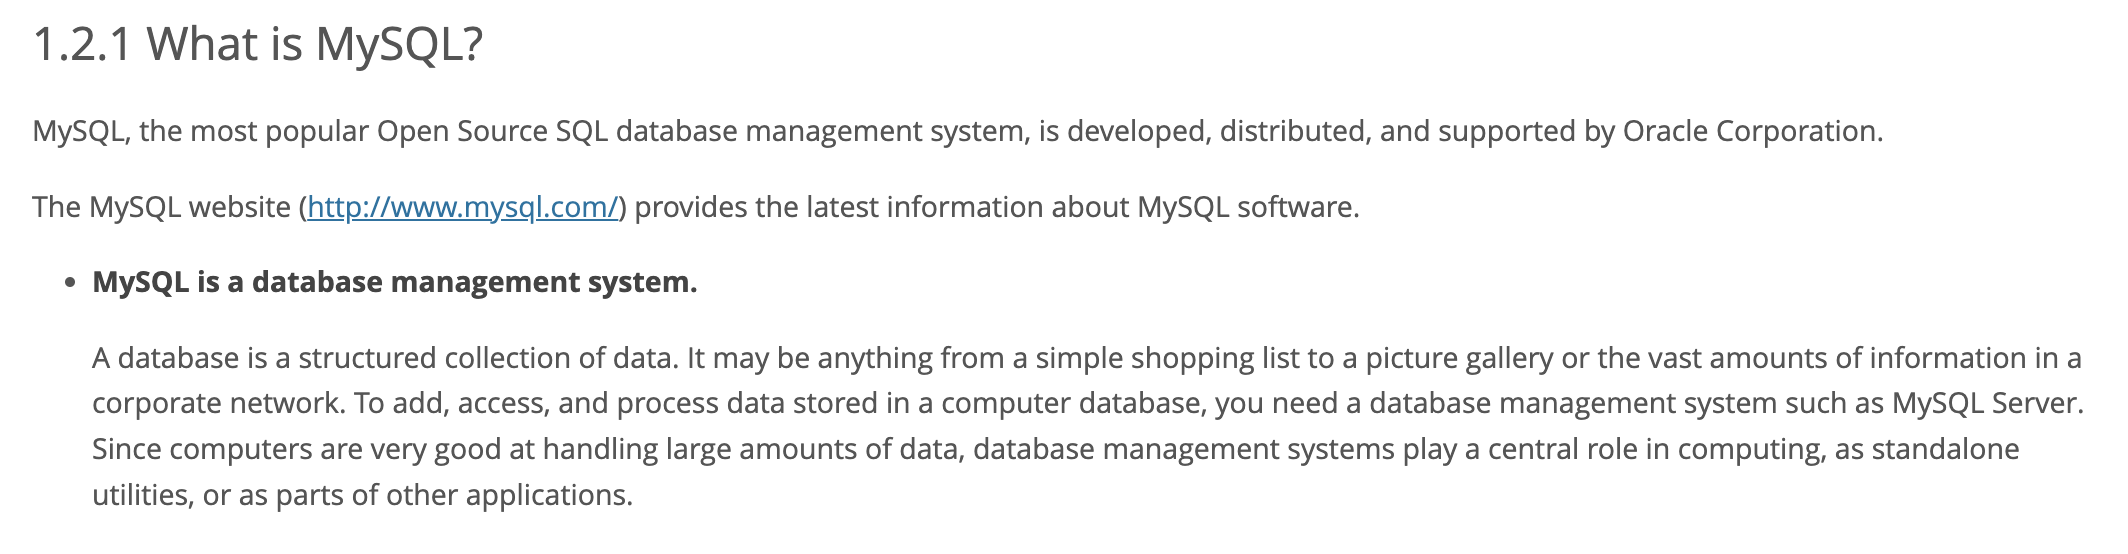 1.2.1 What is MySQL?
MySQL, the most popular Open Source SQL database management system, is developed, distributed, and supported by Oracle Corporation.
The MySQL website (http://www.mysql.com/) provides the latest information about MySQL software.
• MySQL is a database management system.
A database is a structured collection of data. It may be anything from a simple shopping list to a picture gallery or the vast amounts of information in a
corporate network. To add, access, and process data stored in a computer database, you need a database management system such as MySQL Server.
Since computers are very good at handling large amounts of data, database management systems play a central role in computing, as standalone
utilities, or as parts of other applications.